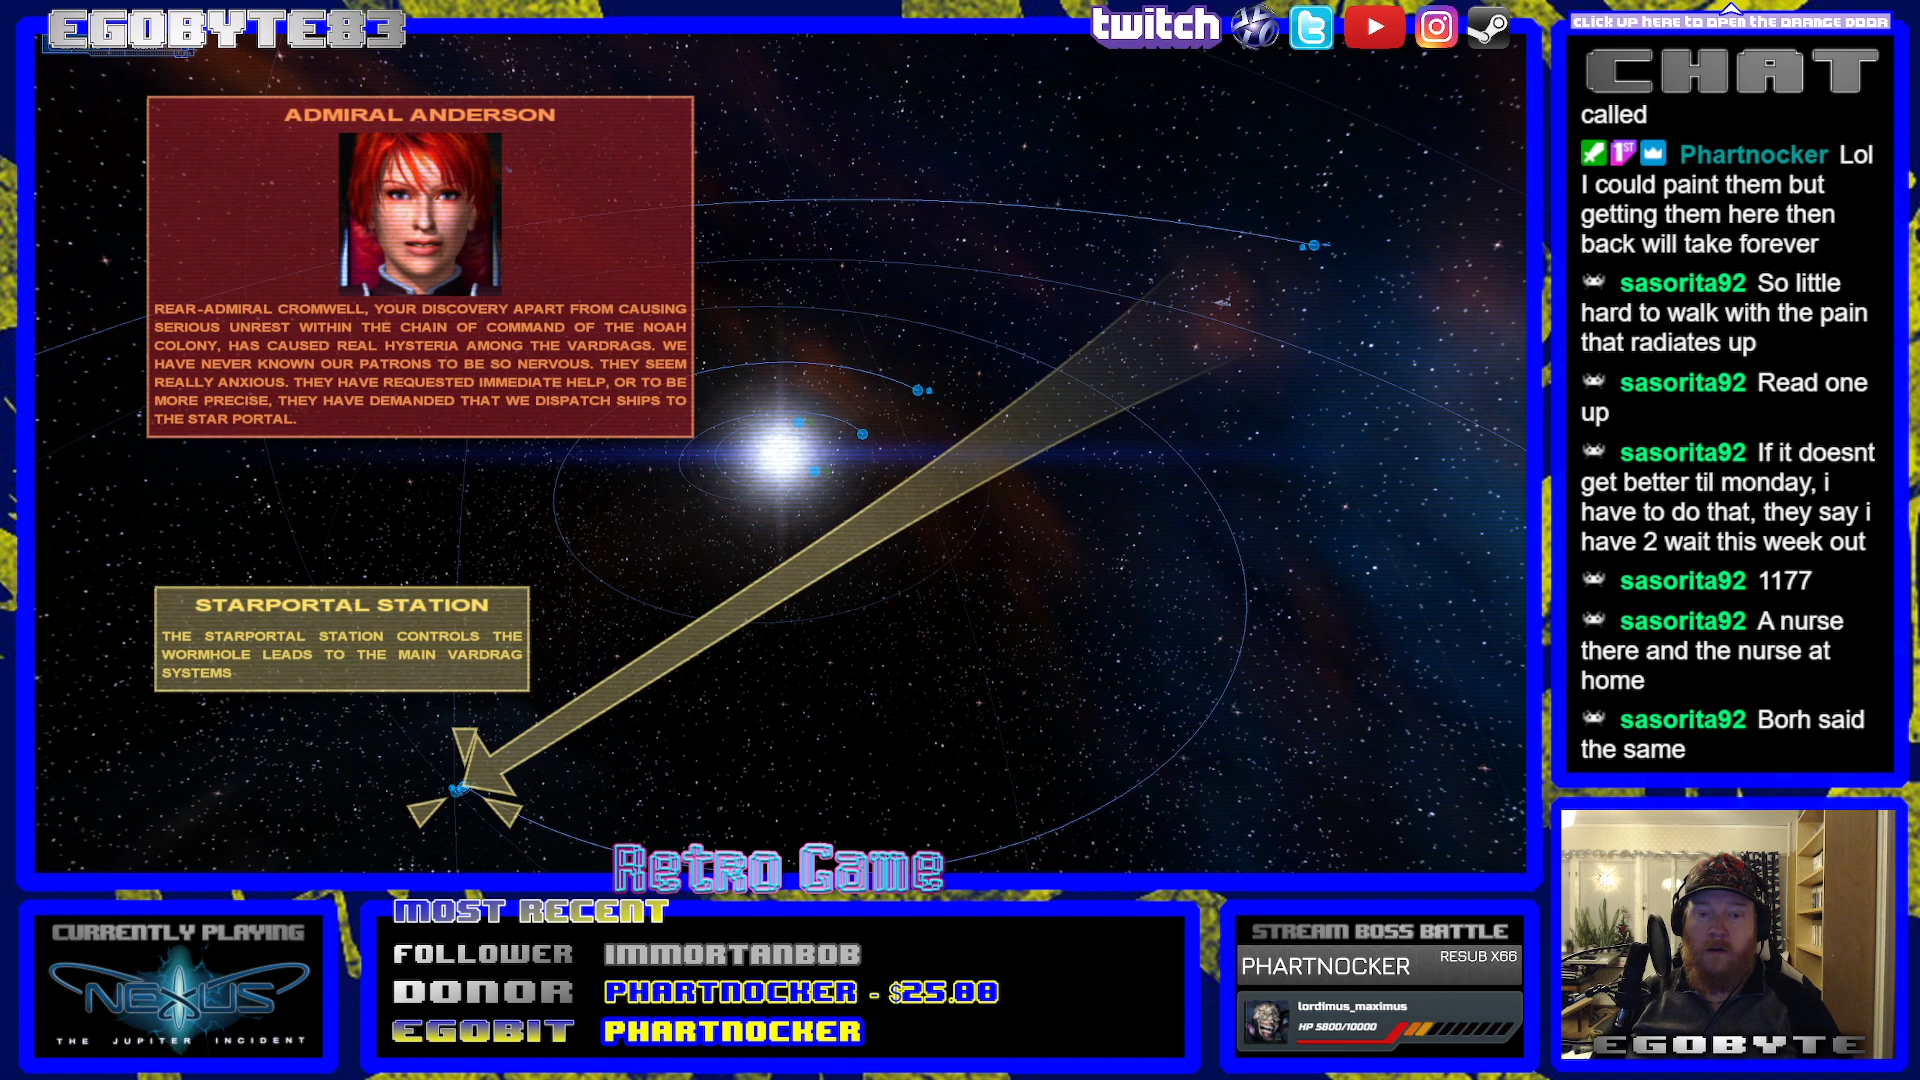 EGOBYTE83
twitch
CLICK UP HERE TO OPEN THE ORANGE DOOR
CHAT
ADMIRAL ANDERSON
REAR-ADMIRAL CROMWELL, YOUR DISCOVERY APART FROM CAUSING
SERIOUS UNREST WITHIN THE CHAIN OF COMMAND OF THE NOAH
COLONY, HAS CAUSED REAL HYSTERIA AMONG THE VARDRAGS. WE
HAVE NEVER KNOWN OUR PATRONS TO BE SO NERVOUS. THEY SEEM
REALLY ANXIOUS. THEY HAVE REQUESTED IMMEDIATE HELP, OR TO BE
MORE PRECISE, THEY HAVE DEMANDED THAT WE DISPATCH SHIPS TO
THE STAR PORTAL.
STARPORTAL STATION
THE STARPORTAL STATION CONTROLS THE
WORMHOLE LEADS TO THE MAIN VARDRAG
SYSTEMS
called
1ST Phartnocker Lol
I could paint them but
getting them here then
back will take forever
sasorita92 So little
hard to walk with the pain
that radiates up
sasorita92 Read one
up
sasorita92 If it doesnt
get better til monday, i
have to do that, they say i
have 2 wait this week out
sasorita92 1177
sasorita92 A nurse
there and the nurse at
home
sasorita92 Borh said
the same
Retro Game
CURRENTLY PLAYING
NEXUS
THE JUPITER INCIDENT
MOST RECENT
FOLLOWER IMMORTANBOB
DONOR PHARTNOCKER - $25.00
EGOBIT PHARTNOCKER
STREAM BOSS BATTLE
PHARTNOCKER RESUB X66
lordimus_maximus
HP 5800/10000
EGOBYTE